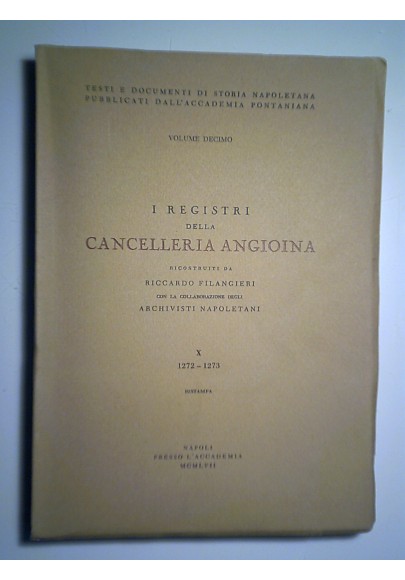 TESTI E DOCUMENTI DI STORIA NAPOLETANA
PUBBLICATI DALL'ACCADEMIA PONTANIANA
VOLUME DECIMO
I REGISTRI
DELLA
CANCELLERIA ANGIOINA
RICOSTRUITI DA
RICCARDO FILANGIERI
CON LA COLLABORAZIONE DEGLI
ARCHIVISTI NAPOLETANI
X
1272 - 1273
RISTAMPA
NAPOLI
PRESSO L'ACCADEMIA
MCMLVII